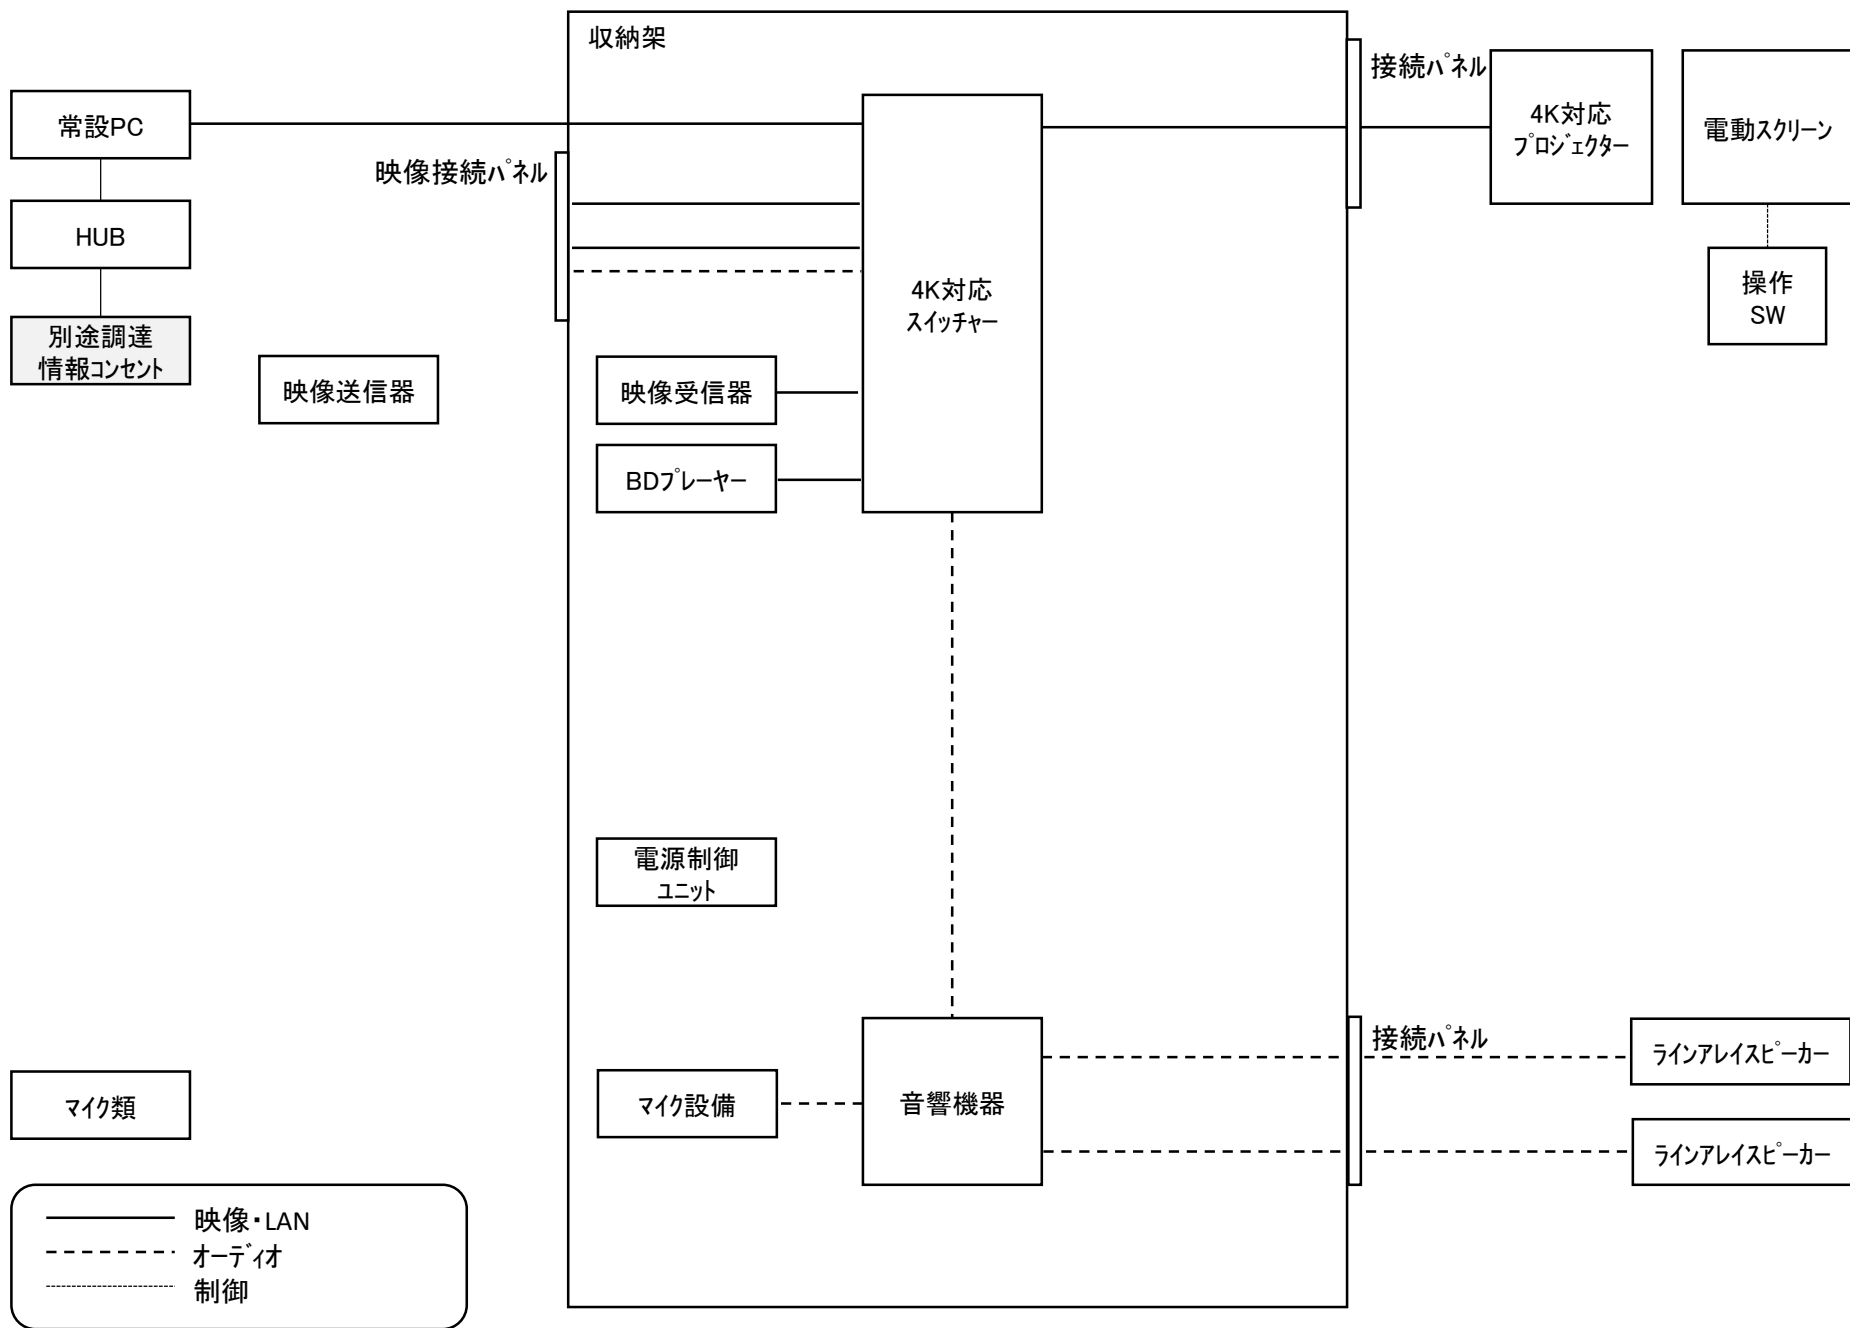 収納架
接続ﾊﾟﾈﾙ
常設PC
4K対応
ﾌﾟﾛｼﾞｪｸﾀｰ
電動ｽｸﾘｰﾝ
映像接続ﾊﾟﾈﾙ
HUB
4K対応
ｽｲｯﾁｬｰ
操作
SW
別途調達
情報ｺﾝｾﾝﾄ
映像送信器
映像受信器
BDﾌﾟﾚｰﾔｰ
電源制御
ﾕﾆｯﾄ
接続ﾊﾟﾈﾙ
ﾗｲﾝｱﾚｲｽﾋﾟｰｶｰ
ﾏｲｸ類
ﾏｲｸ設備
音響機器
ﾗｲﾝｱﾚｲｽﾋﾟｰｶｰ
映像・LAN
ｵｰﾃﾞｨｵ
制御